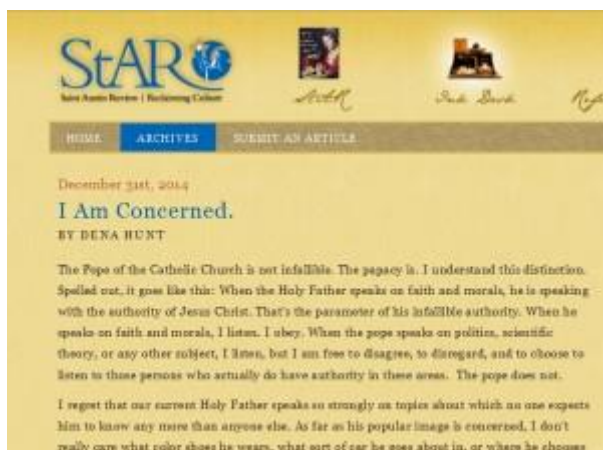 StAR
Saint Austin Review | Reclaiming Culture
StAR
Ink Desk
HOME
ARCHIVES
SUBMIT AN ARTICLE
December 31st, 2014
I Am Concerned.
BY DENA HUNT
The Pope of the Catholic Church is not infallible. The papacy is. I understand this distinction.
Spelled out, it goes like this: When the Holy Father speaks on faith and morals, he is speaking
with the authority of Jesus Christ. That's the parameter of his infallible authority. When he
speaks on faith and morals, I listen. I obey. When the pope speaks on politics, scientific
theory, or any other subject, I listen, but I am free to disagree, to disregard, and to choose to
listen to those persons who actually do have authority in these areas. The pope does not.
I regret that our current Holy Father speaks so strongly on topics about which no one expects
him to know any more than anyone else. As far as his popular image is concerned, I don't
really care what color shoes he wears, what sort of car he goes about in, or where he chooses